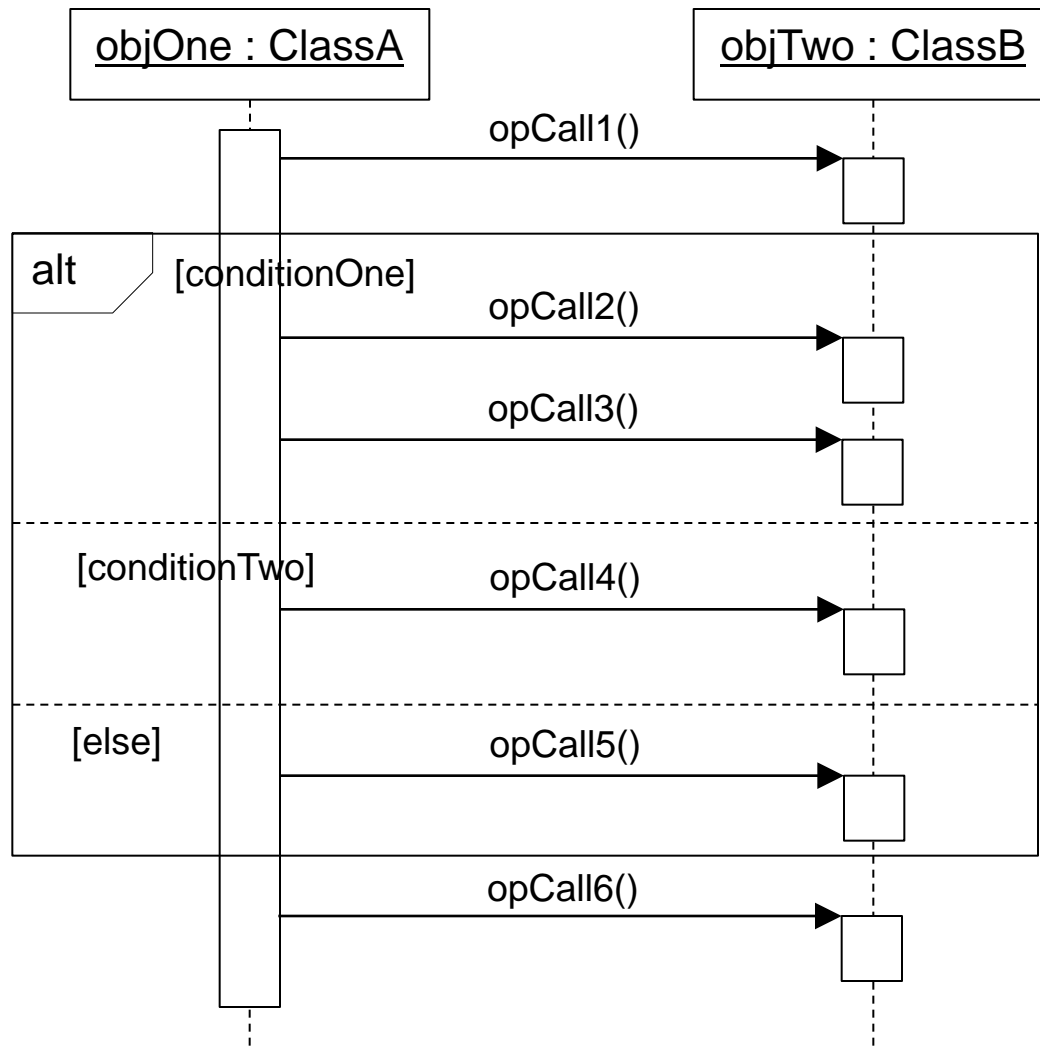 objOne : ClassA
objTwo : ClassB
opCall1()
alt
[conditionOne]
opCall2()
opCall3()
[conditionTwo]
opCall4()
[else]
opCall5()
opCall6()